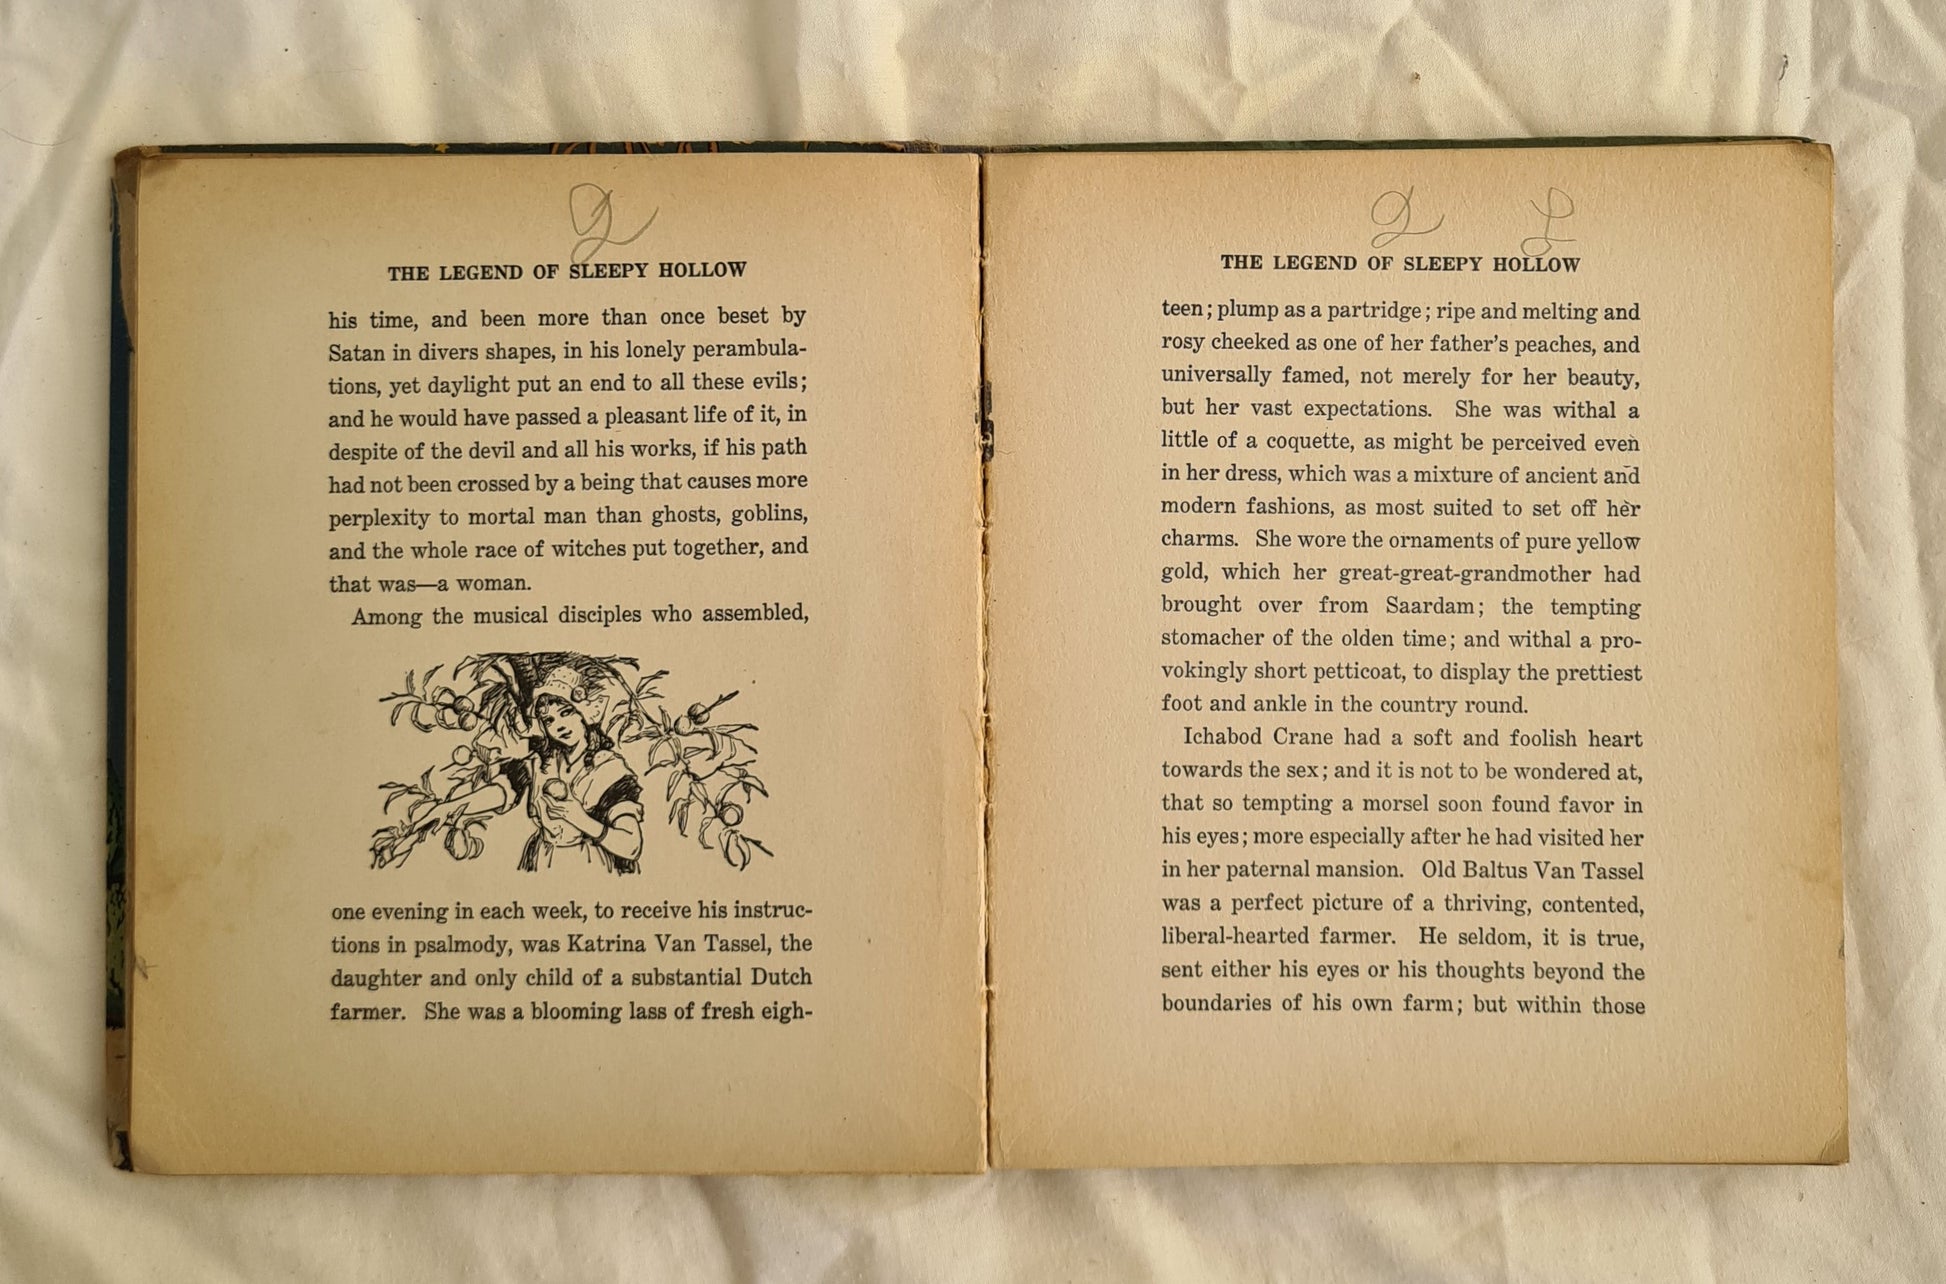 THE LEGEND OF SLEEPY HOLLOW
his time, and been more than once beset by
Satan in divers shapes, in his lonely perambula-
tions, yet daylight put an end to all these evils;
and he would have passed a pleasant life of it, in
despite of the devil and all his works, if his path
had not been crossed by a being that causes more
perplexity to mortal man than ghosts, goblins,
and the whole race of witches put together, and
that was—a woman.
Among the musical disciples who assembled,
one evening in each week, to receive his instruc-
tions in psalmody, was Katrina Van Tassel, the
daughter and only child of a substantial Dutch
farmer. She was a blooming lass of fresh eigh-
THE LEGEND OF SLEEPY HOLLOW
teen; plump as a partridge; ripe and melting and
rosy cheeked as one of her father's peaches, and
universally famed, not merely for her beauty,
but her vast expectations. She was withal a
little of a coquette, as might be perceived even
in her dress, which was a mixture of ancient and
modern fashions, as most suited to set off her
charms. She wore the ornaments of pure yellow
gold, which her great-great-grandmother had
brought over from Saardam; the tempting
stomacher of the olden time; and withal a pro-
vokingly short petticoat, to display the prettiest
foot and ankle in the country round.
Ichabod Crane had a soft and foolish heart
towards the sex; and it is not to be wondered at,
that so tempting a morsel soon found favor in
his eyes; more especially after he had visited her
in her paternal mansion. Old Baltus Van Tassel
was a perfect picture of a thriving, contented,
liberal-hearted farmer. He seldom, it is true,
sent either his eyes or his thoughts beyond the
boundaries of his own farm; but within those